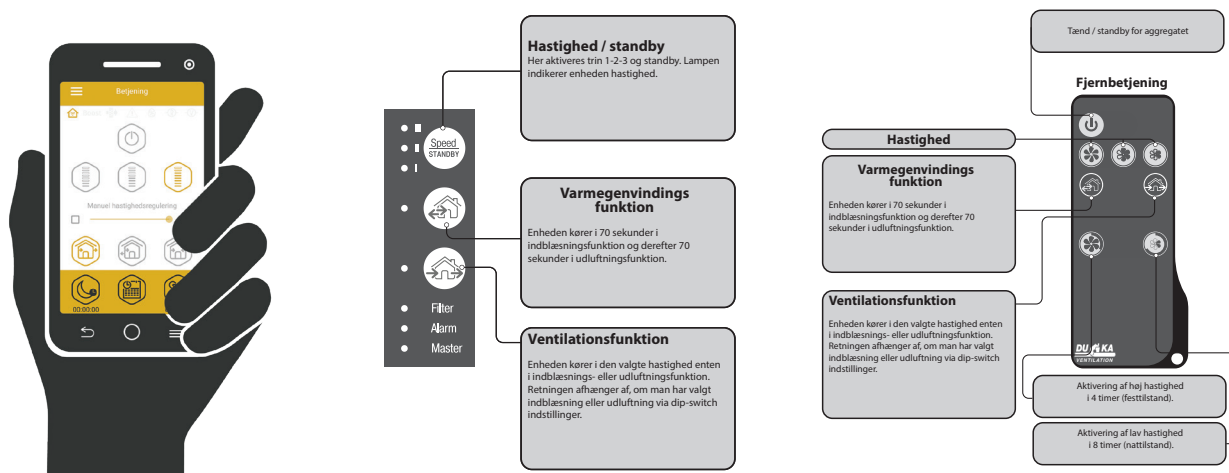 Betjening
Manuel hastighedsregulering
00:00:00
Hastighed / standby
Her aktiveres trin 1-2-3 og standby. Lampen
indikerer enheden hastighed.
III
II
I
Speed
STANDBY
Varmegenvindings
funktion
Enheden kører i 70 sekunder i
indblæsningsfunktion og derefter 70
sekunder i udluftningsfunktion.
Filter
Alarm
Master
Ventilationsfunktion
Enheden kører i den valgte hastighed enten
i indblæsnings- eller udluftningsfunktion.
Retningen afhænger af, om man har valgt
indblæsning eller udluftning via dip-switch
indstillinger.
Tænd / standby for aggregatet
Fjernbetjening
Hastighed
Varmegenvindings
funktion
Enheden kører i 70 sekunder i
indblæsningsfunktion og derefter 70
sekunder i udluftningsfunktion.
Ventilationsfunktion
Enheden kører i den valgte hastighed enten
i indblæsnings- eller udluftningsfunktion.
Retningen afhænger af, om man har valgt
indblæsning eller udluftning via dip-switch
indstillinger.
DUKA
VENTILATION
Aktivering af høj hastighed
i 4 timer (festtilstand).
Aktivering af lav hastighed
i 8 timer (nattilstand).